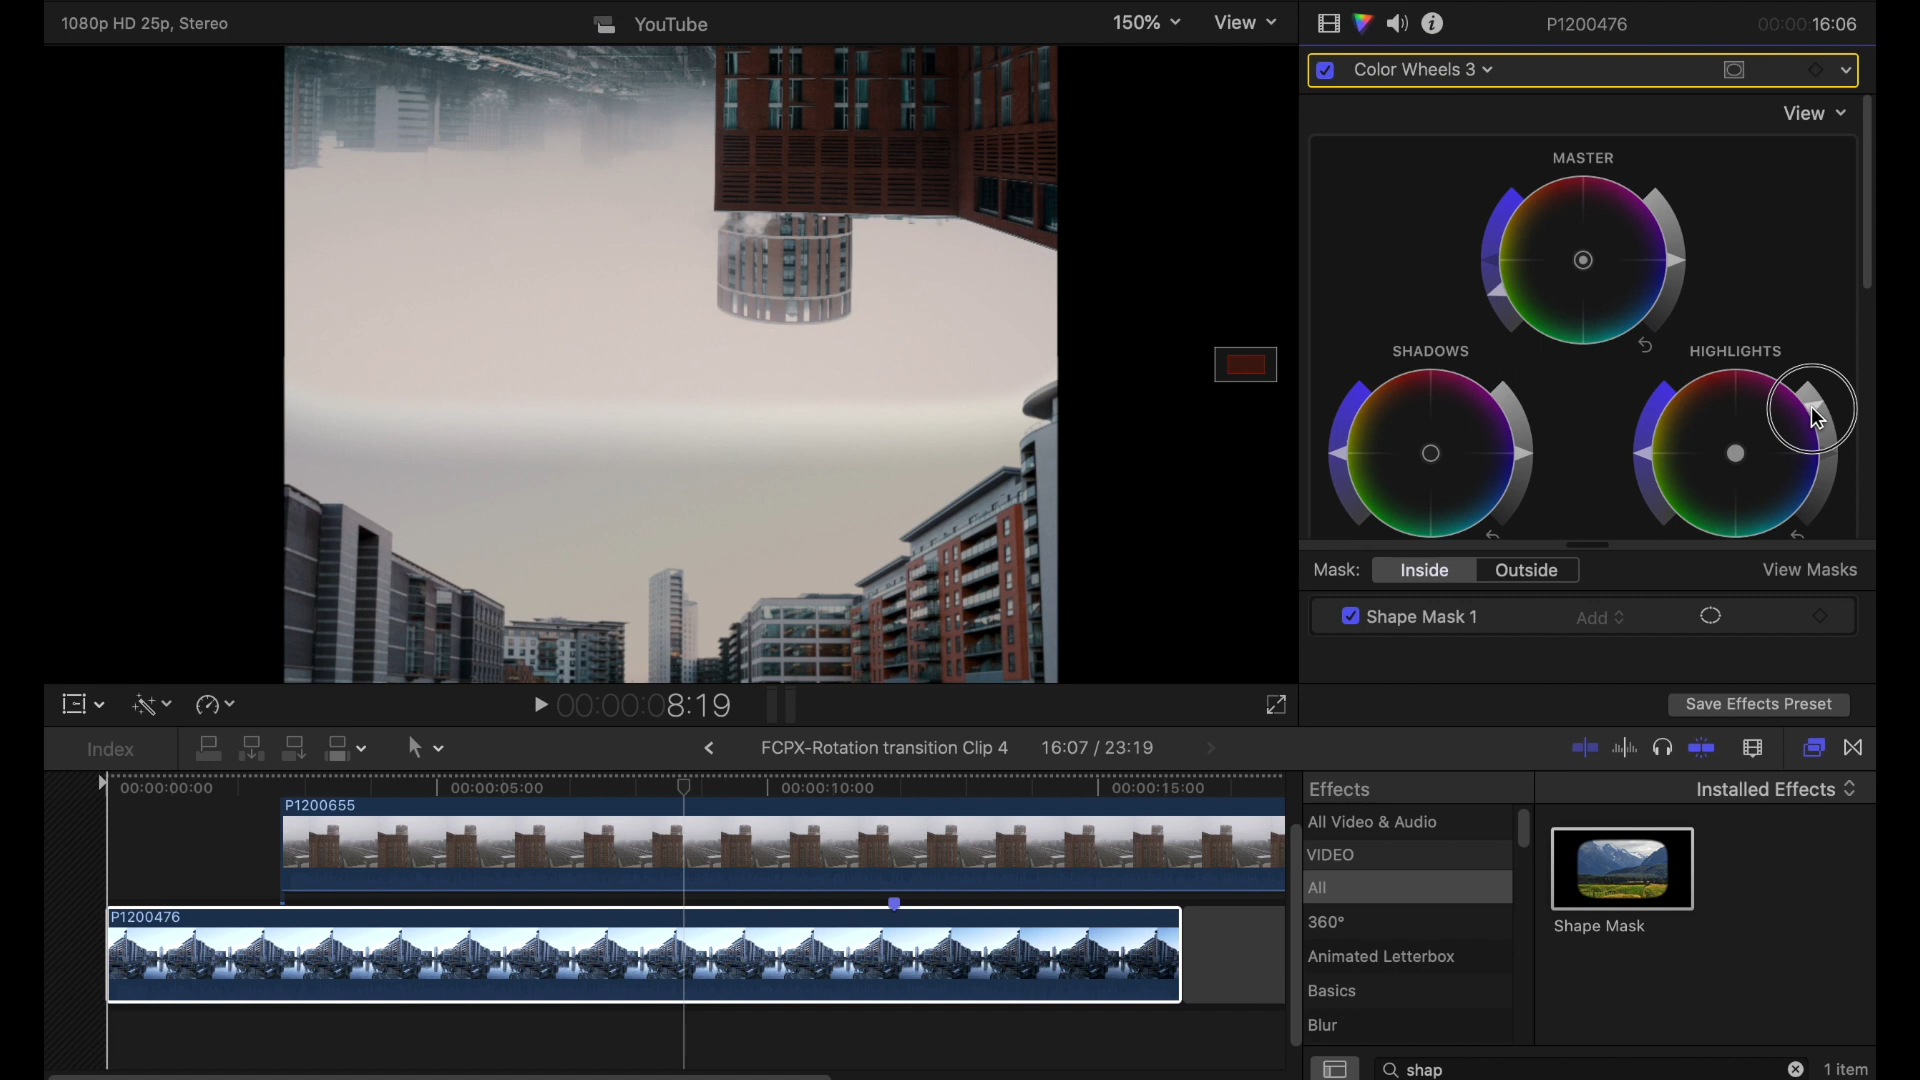 1080p HD 25p, Stereo
YouTube
150%
View
P1200476
00:00:16:06
Color Wheels 3
View
MASTER
SHADOWS
HIGHLIGHTS
Mask:
Inside
Outside
View Masks
Shape Mask 1
Add
00:00:08:19
Save Effects Preset
Index
FCPX-Rotation transition Clip 4
16:07 / 23:19
00:00:00:00
00:00:05:00
00:00:10:00
00:00:15:00
P1200655
P1200476
Effects
Installed Effects
All Video & Audio
VIDEO
All
360°
Animated Letterbox
Basics
Blur
Shape Mask
shap
1 item